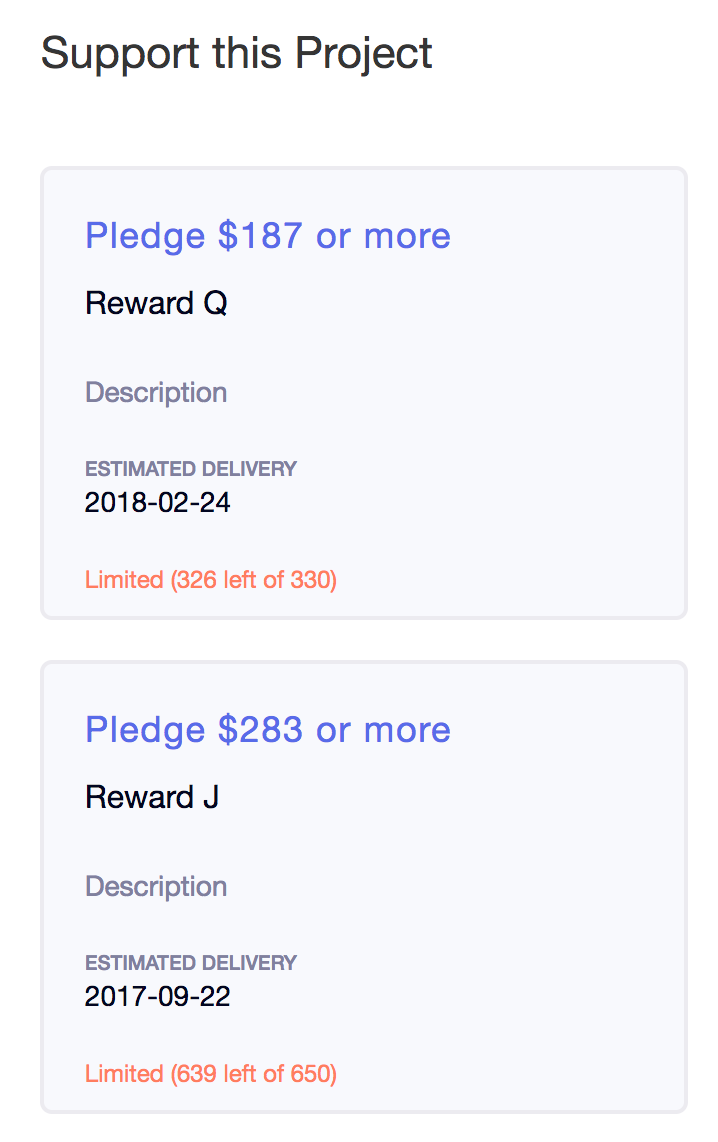 Support this Project
Pledge $187 or more
Reward Q
Description
ESTIMATED DELIVERY
2018-02-24
Limited (326 left of 330)
Pledge $283 or more
Reward J
Description
ESTIMATED DELIVERY
2017-09-22
Limited (639 left of 650)